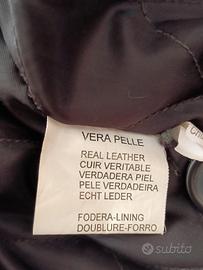 VERA PELLE
REAL LEATHER
CUIR VERITABLE
VERDADERA PIEL
PELE VERDADEIRA
ECHT LEDER
FODERA-LINING
DOUBLURE-FORRO
subito